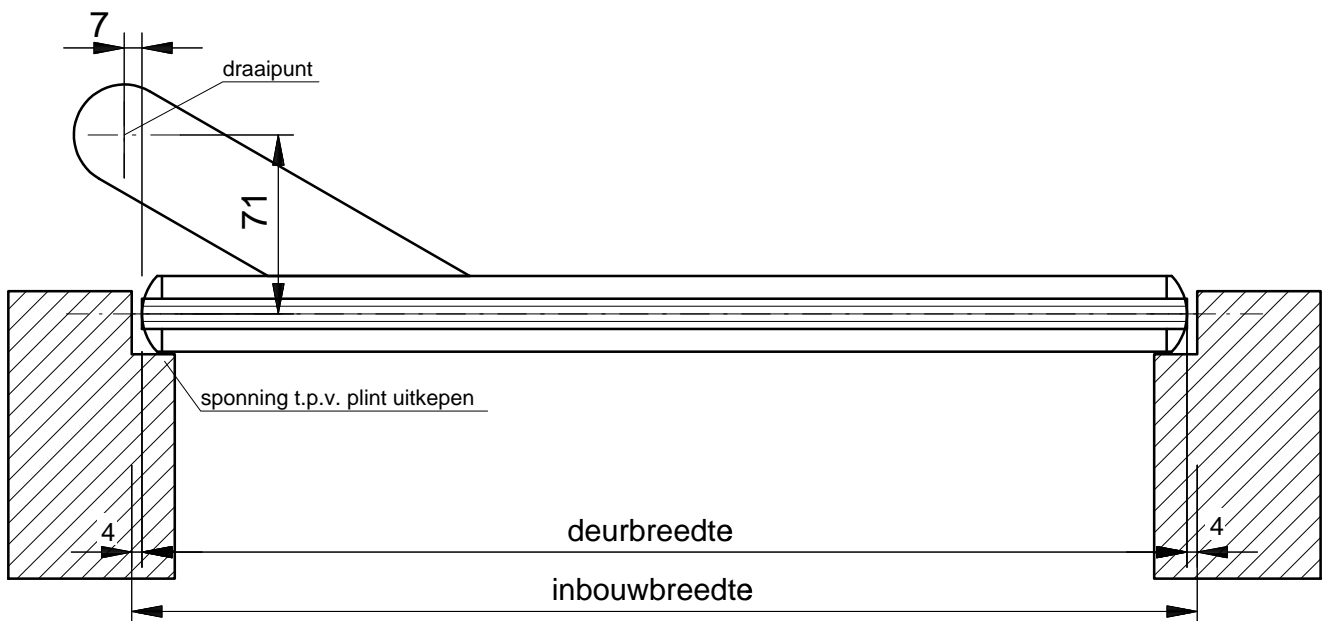 7
draaipunt
71
sponning t.p.v. plint uitkepen
4
deurbreedte
4
inbouwbreedte